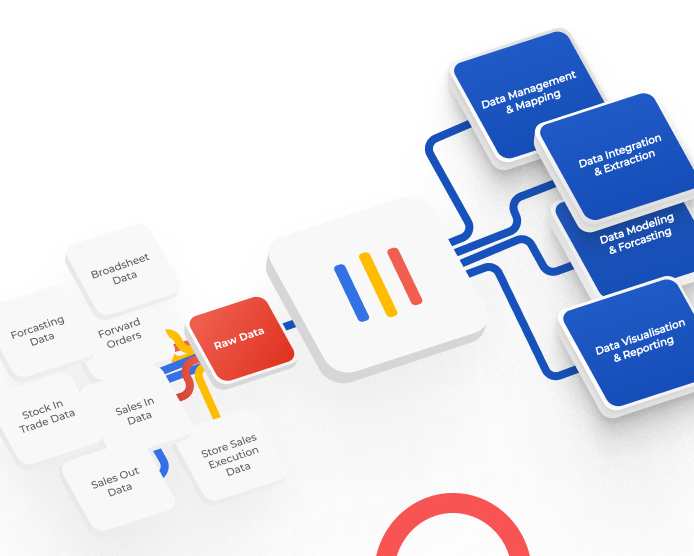 Data Management
& Mapping
Data Integration
& Extraction
Data Modeling
& Forcasting
Data Visualisation
& Reporting
Raw Data
Broadsheet
Data
Forcasting
Data
Forward
Orders
Stock In
Trade Data
Sales In
Data
Store Sales
Execution
Data
Sales Out
Data